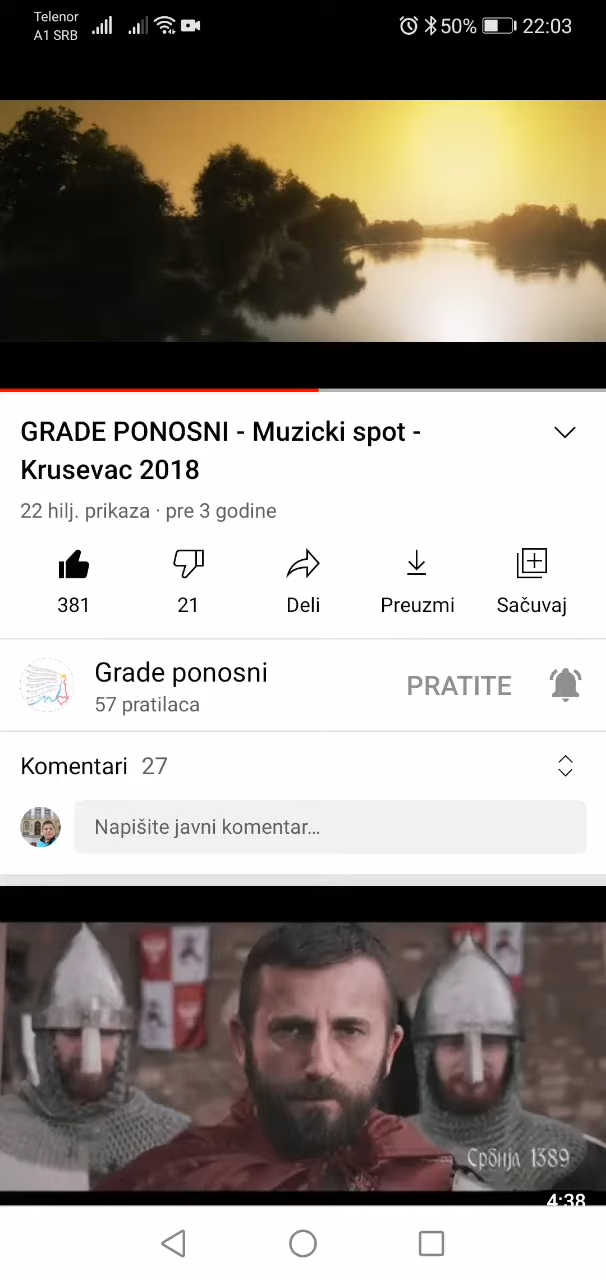 Telenor
A1 SRB
50% 22:03
GRADE PONOSNI - Muzicki spot -
Krusevac 2018
22 hilj. prikaza · pre 3 godine
381 21 Deli Preuzmi Sačuvaj
Grade ponosni
57 pratilaca
PRATITE
Komentari 27
Napišite javni komentar...
Србија 1389
4:38